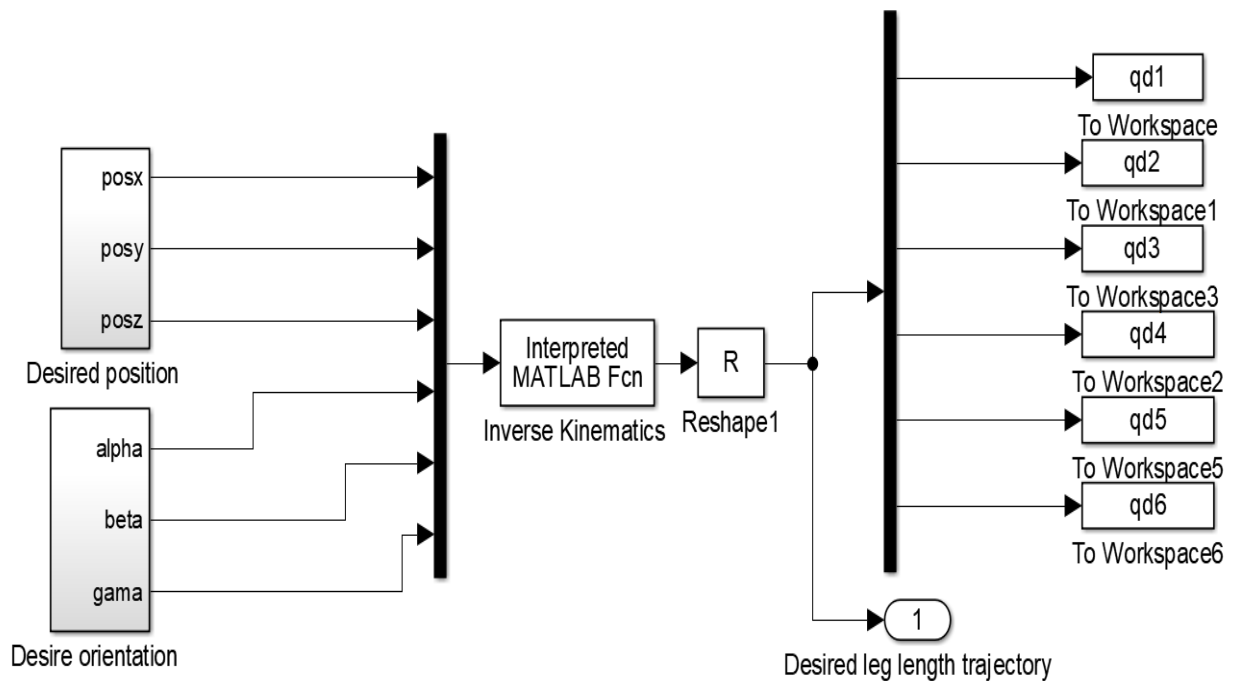 posx
posy
posz
Desired position
alpha
beta
gama
Desire orientation
Interpreted
MATLAB Fcn
Inverse Kinematics
R
Reshape1
qd1
To Workspace
qd2
To Workspace1
qd3
To Workspace3
qd4
To Workspace2
qd5
To Workspace5
qd6
To Workspace6
1
Desired leg length trajectory